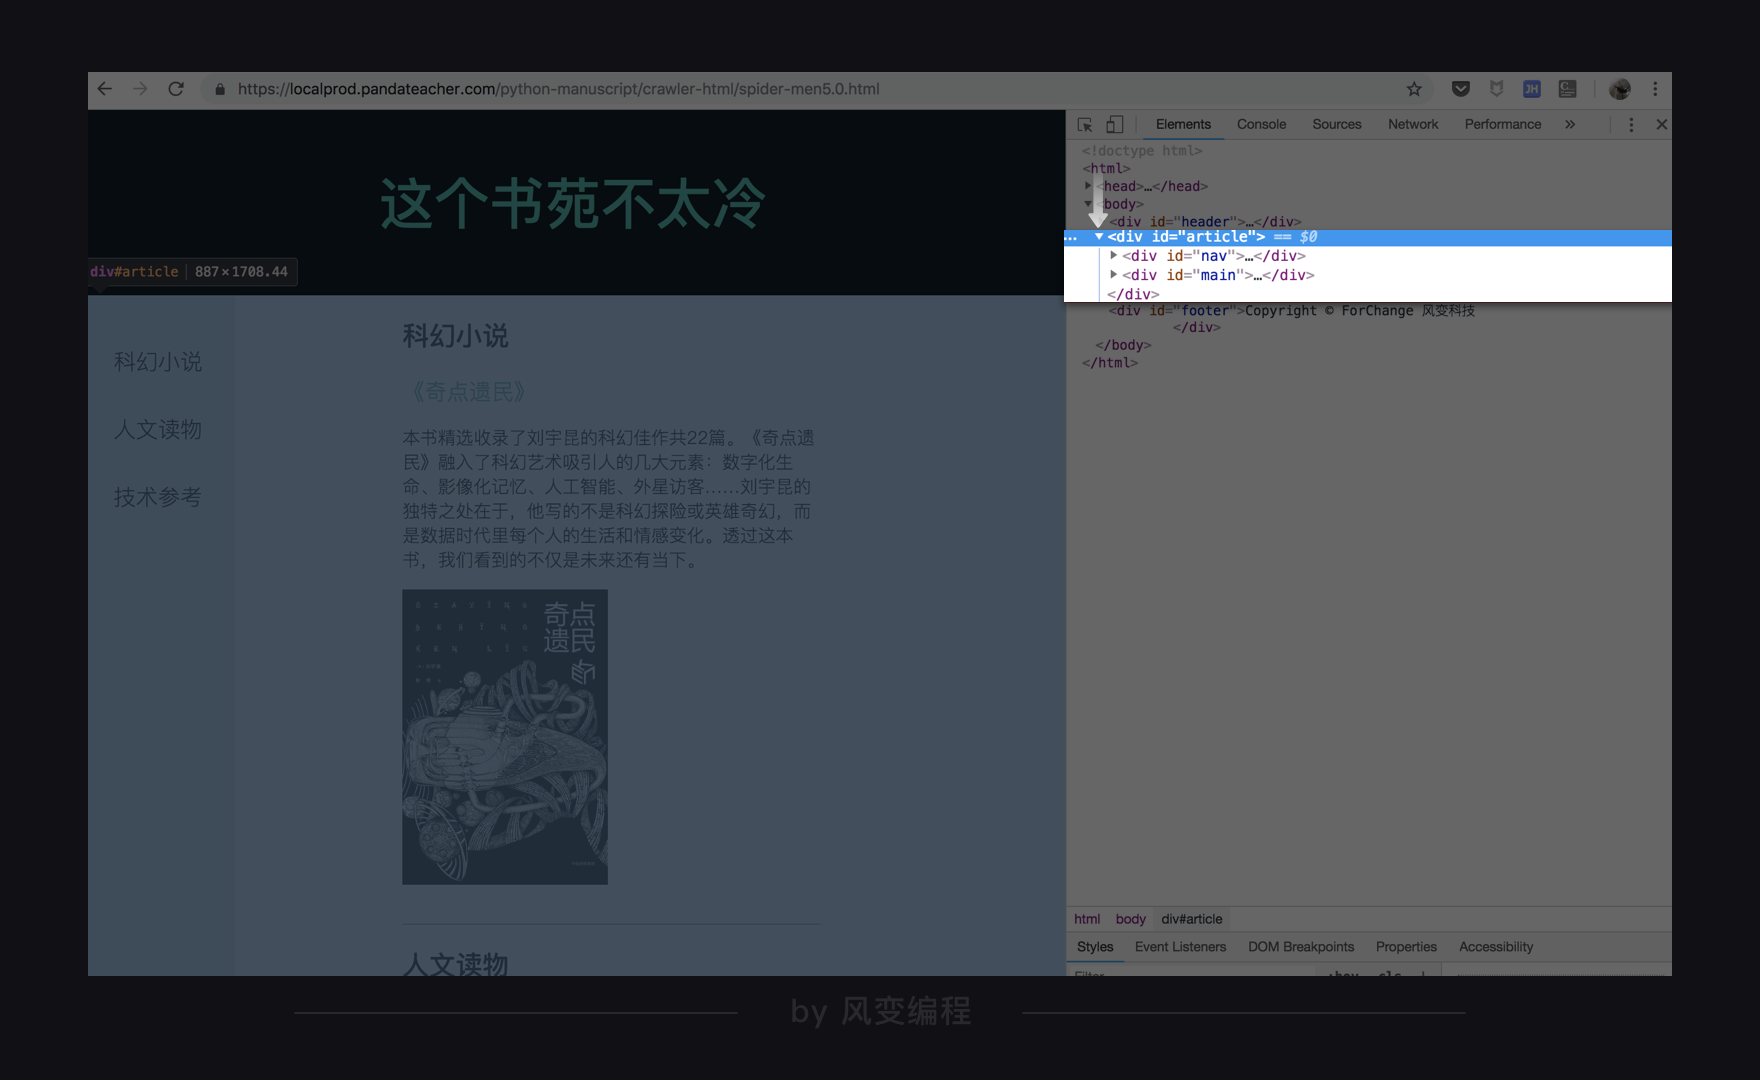 https://localprod.pandateacher.com/python-manuscript/crawler-html/spider-men5.0.html
JH
这个书苑不太冷
div#article 887×1708.44
科幻小说
人文读物
技术参考
科幻小说
《奇点遗民》
本书精选收录了刘宇昆的科幻佳作共22篇。《奇点遗
民》融入了科幻艺术吸引人的几大元素：数字化生
命、影像化记忆、人工智能、外星访客……刘宇昆的
独特之处在于，他写的不是科幻探险或英雄奇幻，而
是数据时代里每个人的生活和情感变化。透过这本
书，我们看到的不仅是未来还有当下。
奇点
遗民
人文读物
Elements Console Sources Network Performance »
<!doctype html>
<html>
<head>…</head>
<body>
<div id="header">…</div>
… <div id="article"> == $0
<div id="nav">…</div>
<div id="main">…</div>
</div>
<div id="footer">Copyright © ForChange 风变科技
</div>
</body>
</html>
html body div#article
Styles Event Listeners DOM Breakpoints Properties Accessibility
Filter :hov .cls +
by 风变编程